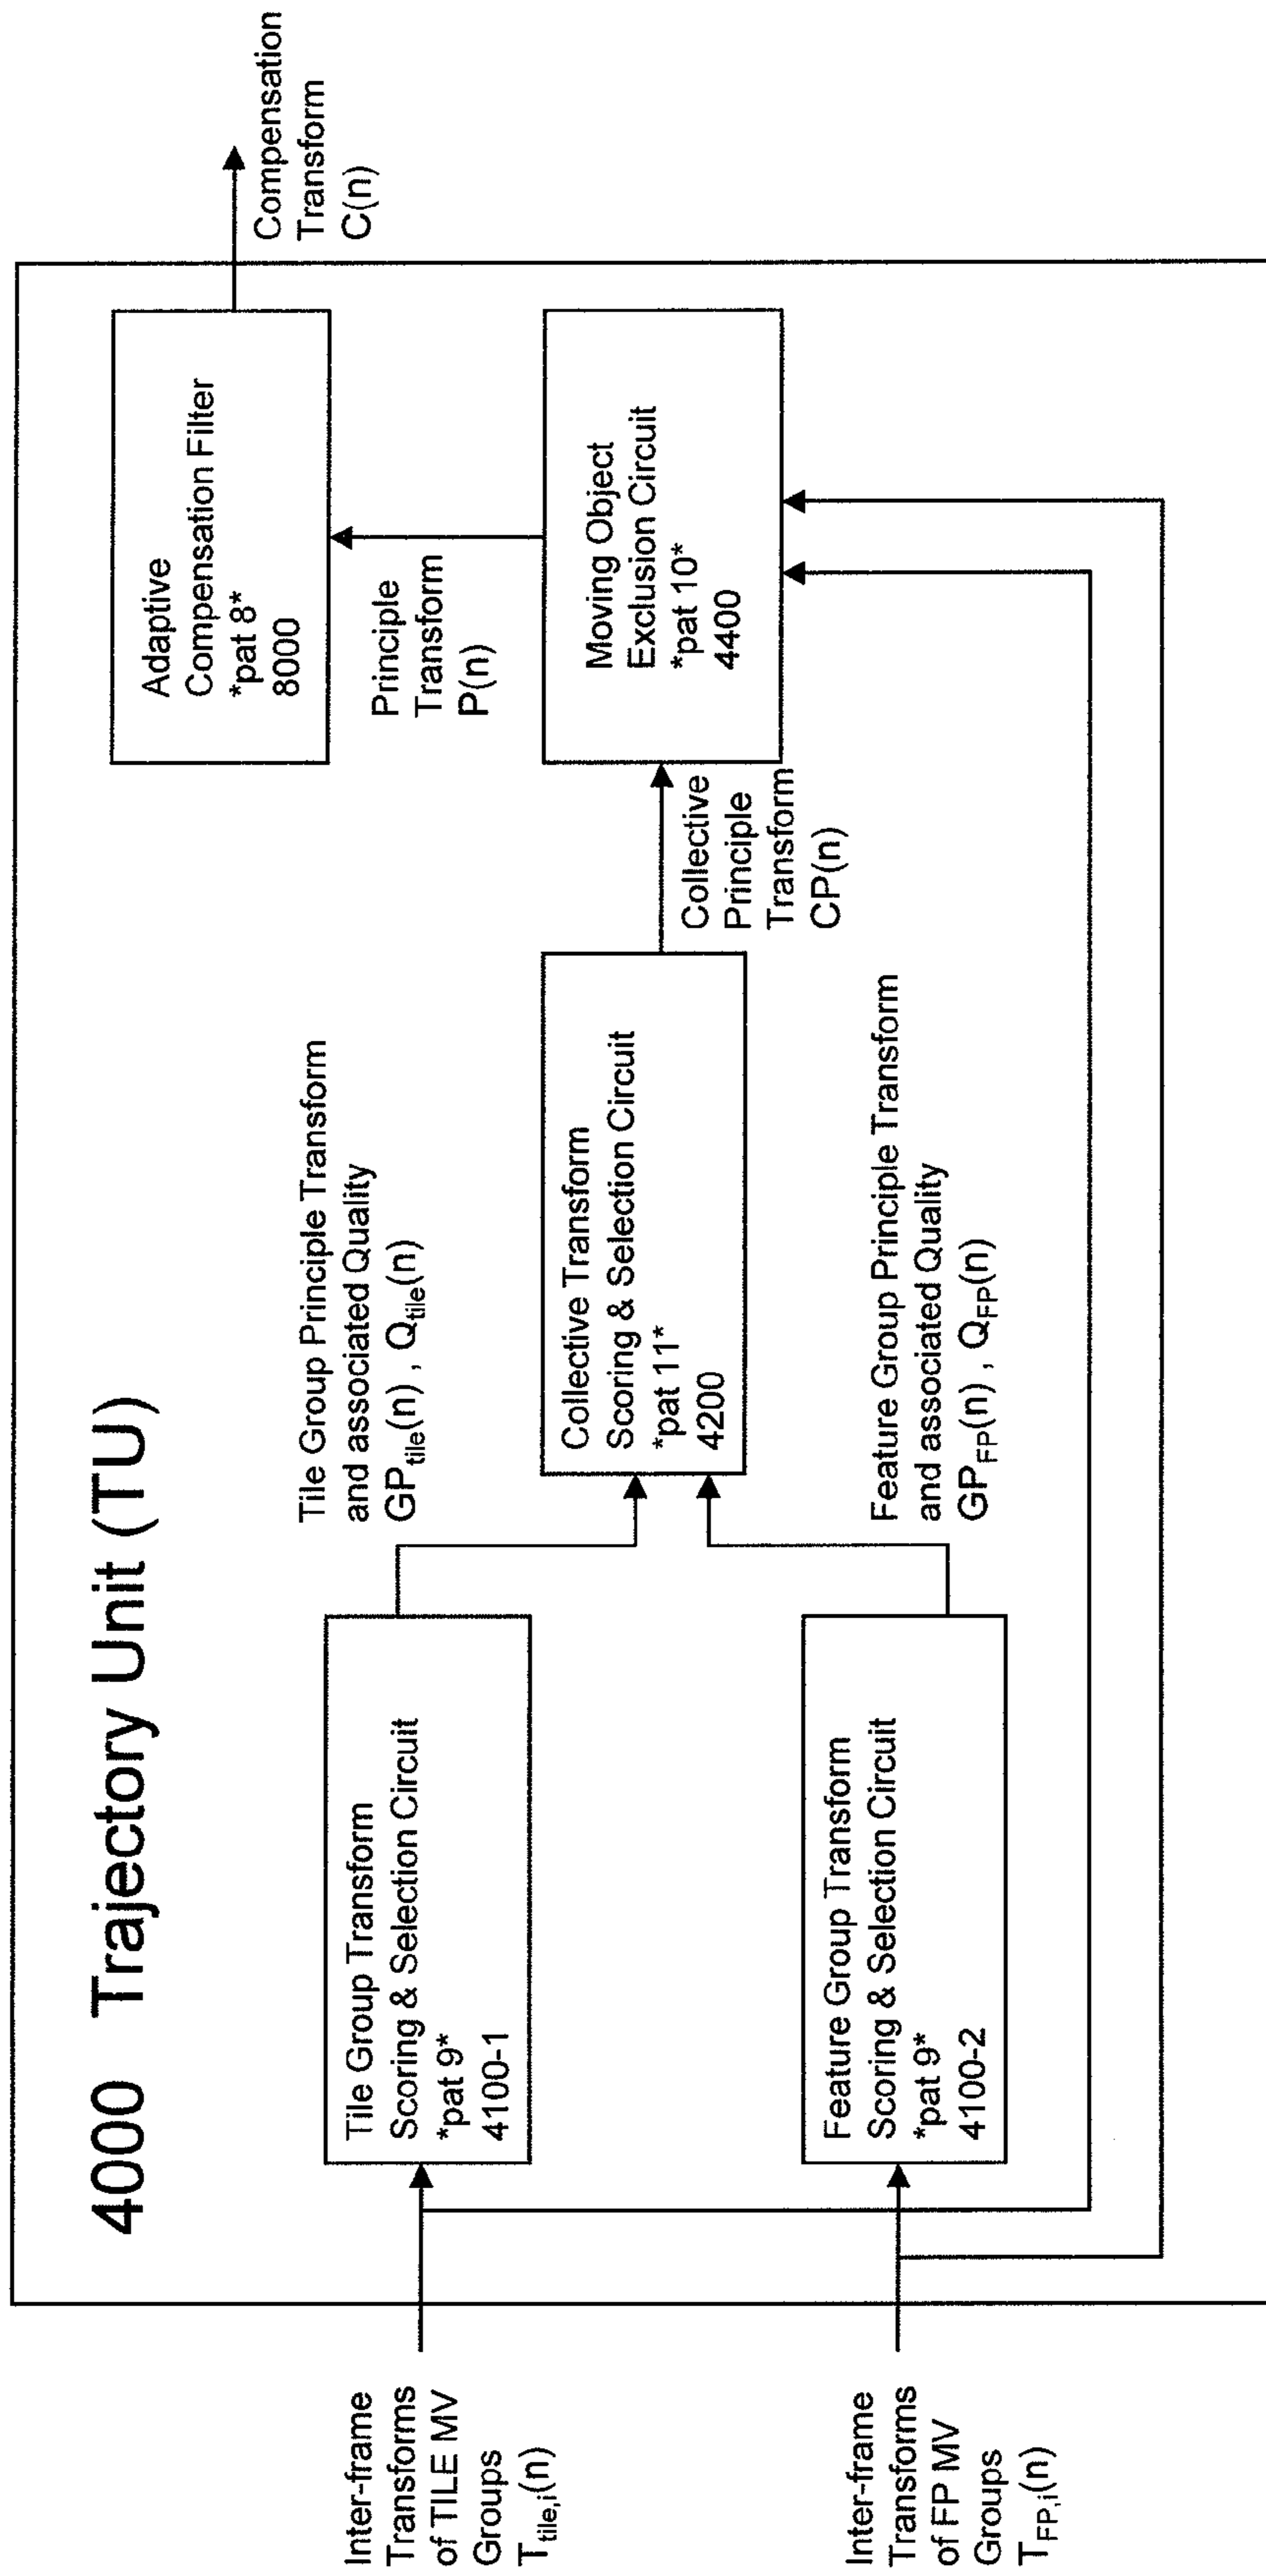 4000 Trajectory Unit (TU)
Inter-frame
Transforms
of TILE MV
Groups
T_tile,i(n)
Inter-frame
Transforms
of FP MV
Groups
T_FP,i(n)
Tile Group Transform
Scoring & Selection Circuit
*pat 9*
4100-1
Feature Group Transform
Scoring & Selection Circuit
*pat 9*
4100-2
Tile Group Principle Transform
and associated Quality
GP_tile(n) , Q_tile(n)
Feature Group Principle Transform
and associated Quality
GP_FP(n) , Q_FP(n)
Collective Transform
Scoring & Selection Circuit
*pat 11*
4200
Collective
Principle
Transform
CP(n)
Moving Object
Exclusion Circuit
*pat 10*
4400
Principle
Transform
P(n)
Adaptive
Compensation Filter
*pat 8*
8000
Compensation
Transform
C(n)